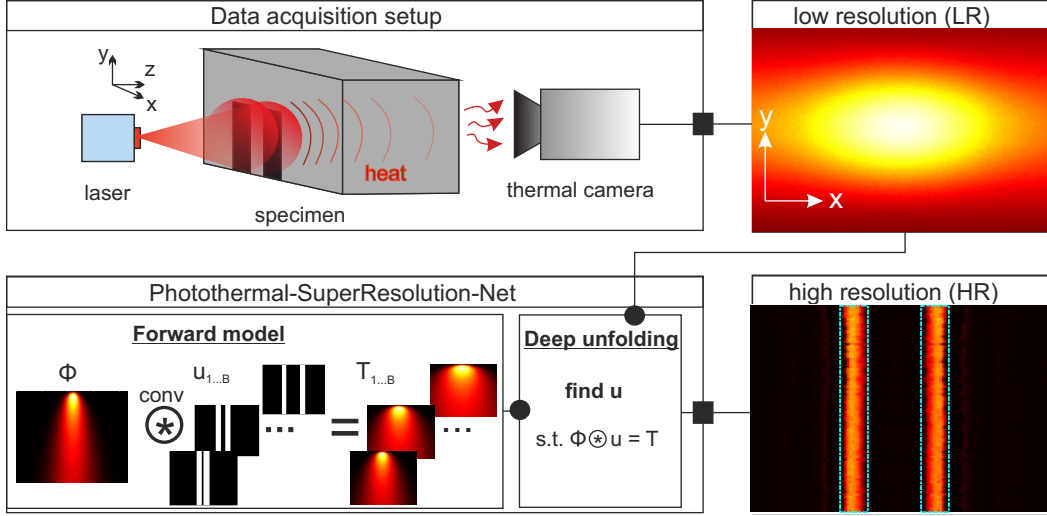 Data acquisition setup
low resolution (LR)
y
z
x
laser
specimen
heat
thermal camera
y
x
Photothermal-SuperResolution-Net
high resolution (HR)
Forward model
Φ
conv
*
u1...B
...
=
T1...B
...
Deep unfolding
find u
s.t. Φ⊛u = T